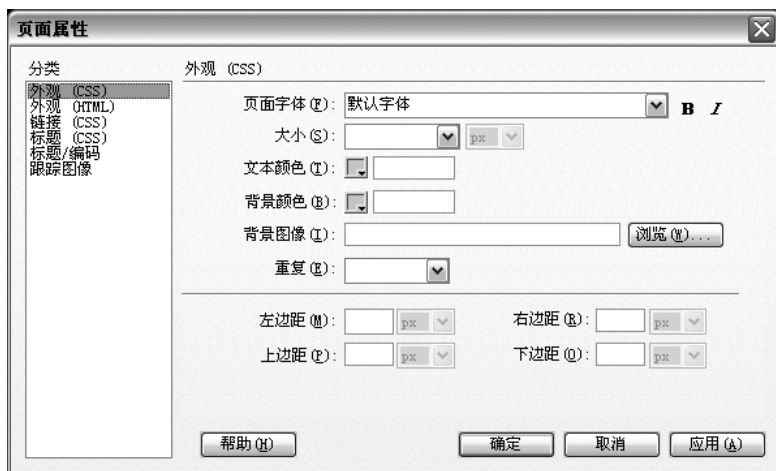 页面属性
分类
外观 (CSS)
外观 (HTML)
链接 (CSS)
标题 (CSS)
标题/编码
跟踪图像
外观 (CSS)
页面字体(F): 默认字体 B I
大小(S): px
文本颜色(T):
背景颜色(B):
背景图像(I): 浏览(W)...
重复(E):
左边距(M): px 右边距(R): px
上边距(P): px 下边距(O): px
帮助(H) 确定 取消 应用(A)